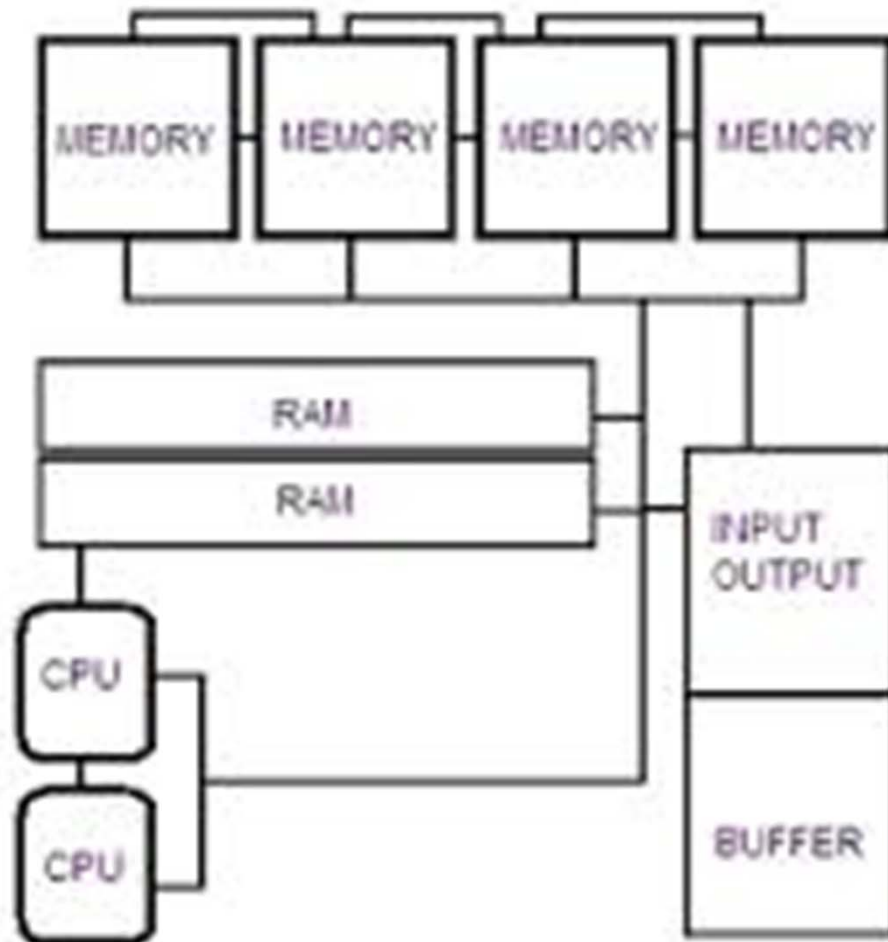 MEMORY MEMORY MEMORY MEMORY
RAM
RAM
INPUT
OUTPUT
CPU
BUFFER
CPU